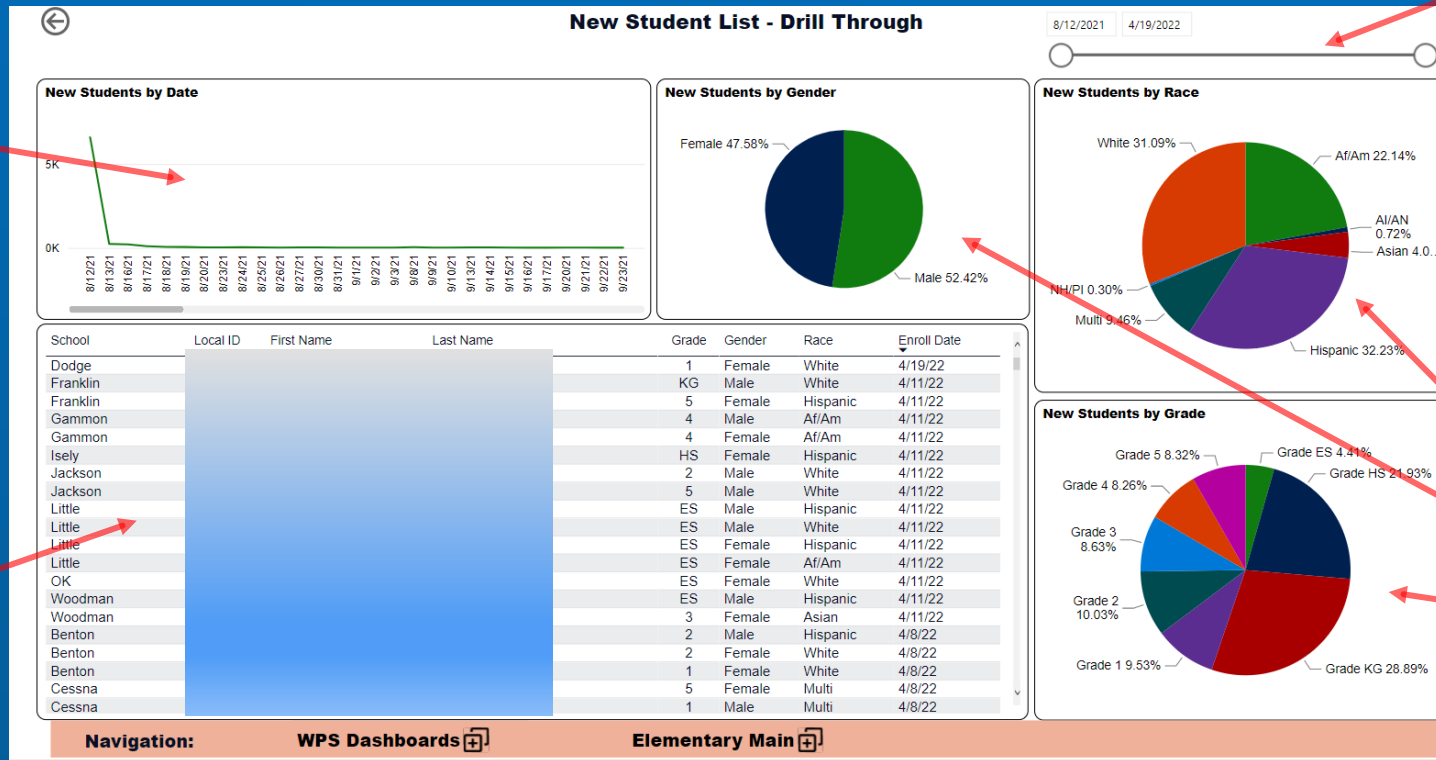 New Student List - Drill Through
8/12/2021 4/19/2022
New Students by Date
5K
0K
8/12/21
8/13/21
8/16/21
8/17/21
8/18/21
8/19/21
8/20/21
8/23/21
8/24/21
8/25/21
8/26/21
8/27/21
8/30/21
8/31/21
9/1/21
9/2/21
9/3/21
9/8/21
9/9/21
9/10/21
9/13/21
9/14/21
9/15/21
9/16/21
9/17/21
9/20/21
9/21/21
9/22/21
9/23/21
New Students by Gender
Female 47.58%
Male 52.42%
New Students by Race
White 31.09%
Af/Am 22.14%
AI/AN
0.72%
Asian 4.0...
NH/PI 0.30%
Multi 9.46%
Hispanic 32.23%
School Local ID First Name Last Name Grade Gender Race Enroll Date
Dodge 1 Female White 4/19/22
Franklin KG Male White 4/11/22
Franklin 5 Female Hispanic 4/11/22
Gammon 4 Male Af/Am 4/11/22
Gammon 4 Female Af/Am 4/11/22
Isely HS Female Hispanic 4/11/22
Jackson 2 Male White 4/11/22
Jackson 5 Male White 4/11/22
Little ES Male Hispanic 4/11/22
Little ES Male White 4/11/22
Little ES Female Hispanic 4/11/22
Little ES Female Af/Am 4/11/22
OK ES Female White 4/11/22
Woodman ES Male Hispanic 4/11/22
Woodman 3 Female Asian 4/11/22
Benton 2 Male Hispanic 4/8/22
Benton 2 Female White 4/8/22
Benton 1 Female White 4/8/22
Cessna 5 Female Multi 4/8/22
Cessna 1 Male Multi 4/8/22
New Students by Grade
Grade 5 8.32%
Grade ES 4.41%
Grade HS 21.93%
Grade 4 8.26%
Grade 3
8.63%
Grade 2
10.03%
Grade 1 9.53%
Grade KG 28.89%
Navigation: WPS Dashboards Elementary Main